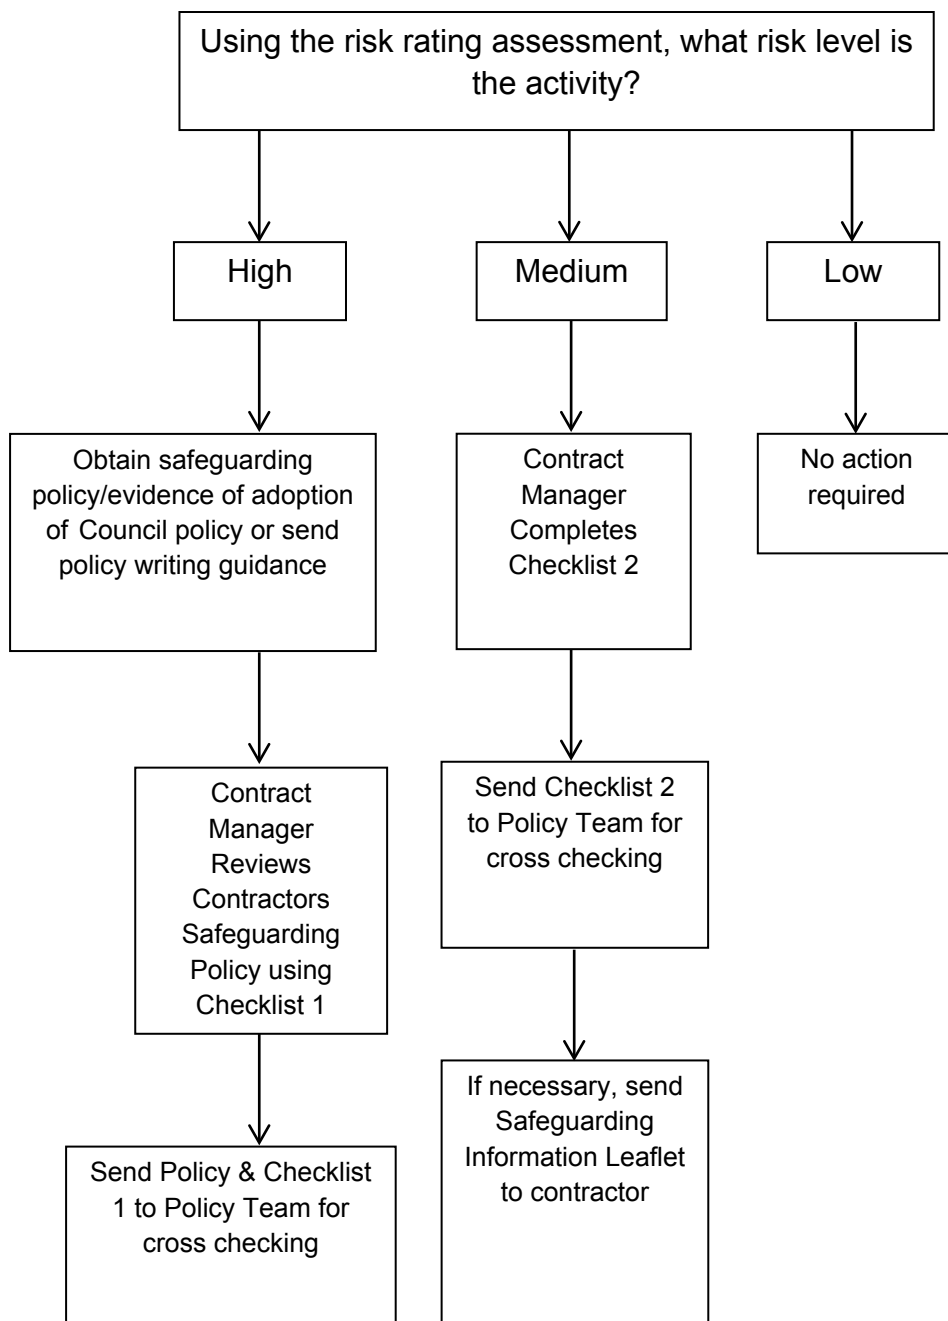 Using the risk rating assessment, what risk level is
the activity?
High
Medium
Low
Obtain safeguarding
policy/evidence of adoption
of Council policy or send
policy writing guidance
Contract
Manager
Completes
Checklist 2
No action
required
Contract
Manager
Reviews
Contractors
Safeguarding
Policy using
Checklist 1
Send Checklist 2
to Policy Team for
cross checking
If necessary, send
Safeguarding
Information Leaflet
to contractor
Send Policy & Checklist
1 to Policy Team for
cross checking